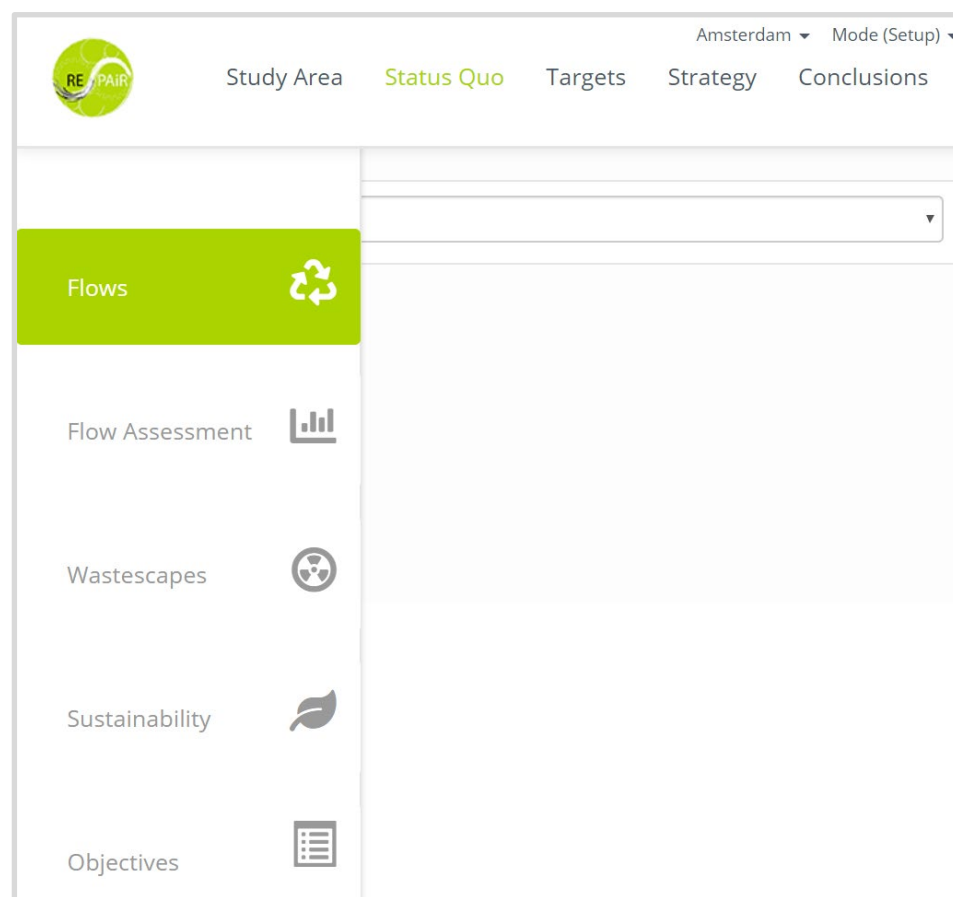 Amsterdam Mode (Setup)
RE PAiR
Study Area Status Quo Targets Strategy Conclusions
Flows
Flow Assessment
Wastescapes
Sustainability
Objectives